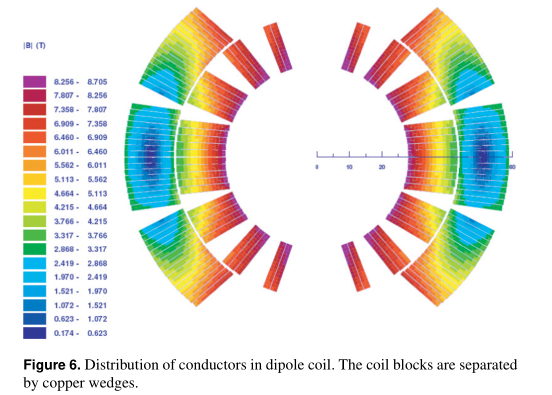 |B| (T)
8.256 - 8.705
7.807 - 8.256
7.358 - 7.807
6.909 - 7.358
6.460 - 6.909
6.011 - 6.460
5.562 - 6.011
5.113 - 5.562
4.664 - 5.113
4.215 - 4.664
3.766 - 4.215
3.317 - 3.766
2.868 - 3.317
2.419 - 2.868
1.970 - 2.419
1.521 - 1.970
1.072 - 1.521
0.623 - 1.072
0.174 - 0.623
0 10 20
Figure 6. Distribution of conductors in dipole coil. The coil blocks are separated
by copper wedges.